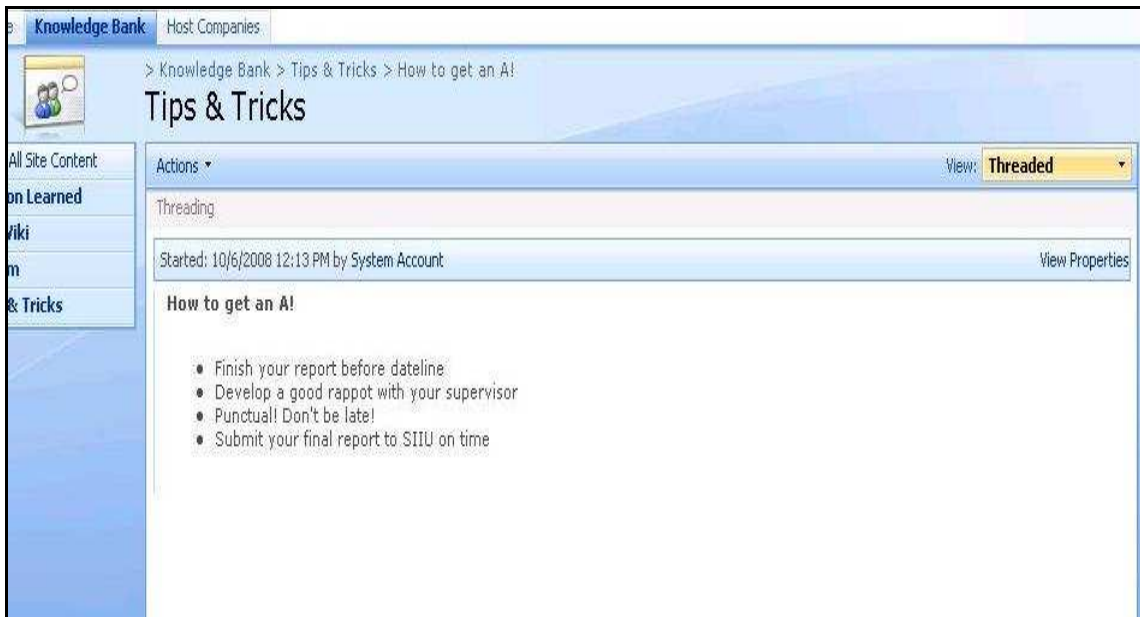 Knowledge Bank Host Companies
> Knowledge Bank > Tips & Tricks > How to get an A!
Tips & Tricks
All Site Content
on Learned
Viki
m
& Tricks
Actions
View: Threaded
Threading
Started: 10/6/2008 12:13 PM by System Account
View Properties
How to get an A!
• Finish your report before dateline
• Develop a good rappot with your supervisor
• Punctual! Don't be late!
• Submit your final report to SIIU on time